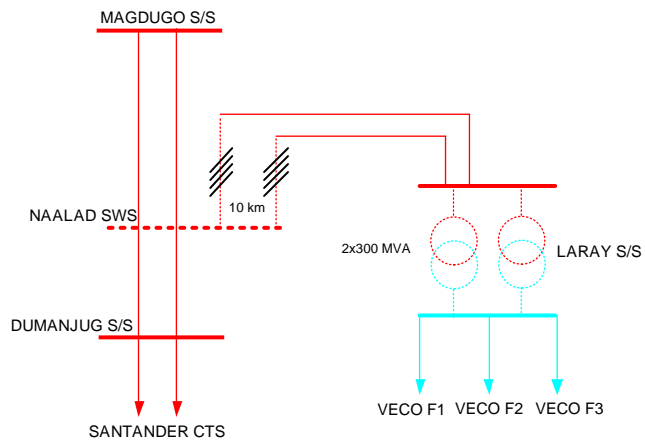 MAGDUGO S/S
10 km
NAALAD SWS
2x300 MVA
LARAY S/S
DUMANJUG S/S
VECO F1
VECO F2
VECO F3
SANTANDER CTS